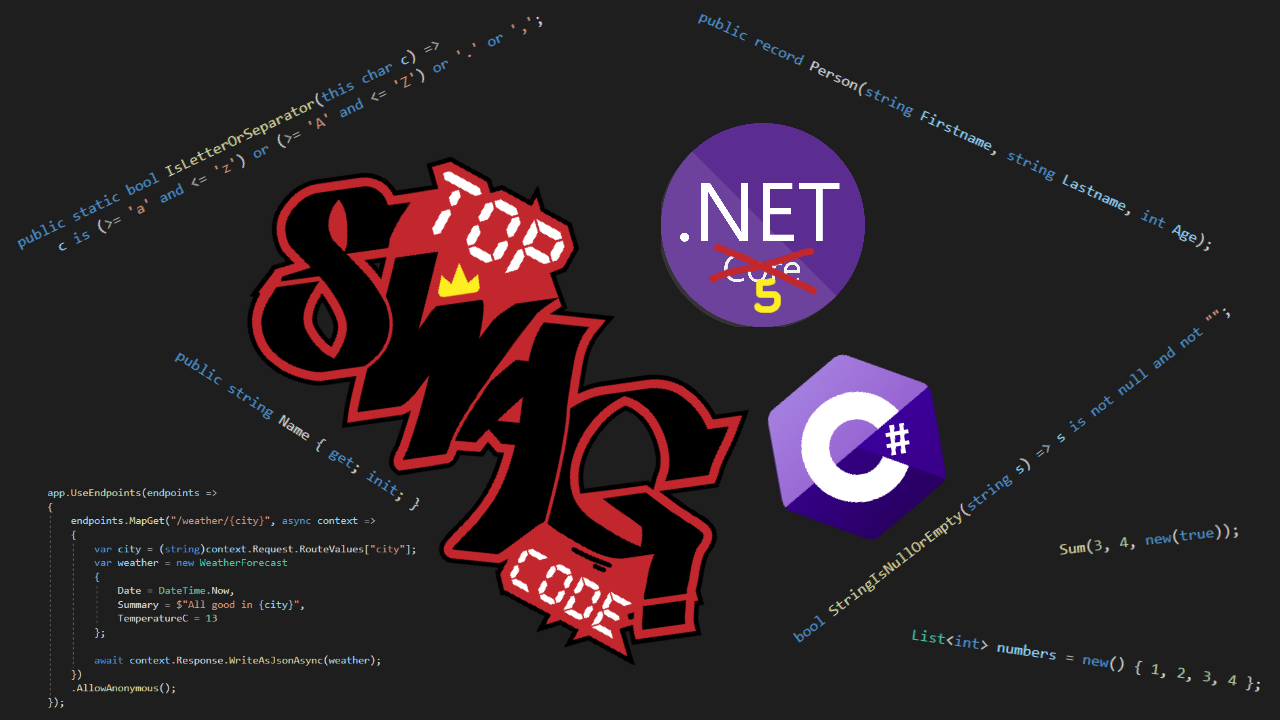 public static bool IsLetterOrSeparator(this char c) =>
c is (>= 'a' and <= 'z') or (>= 'A' and <= 'Z') or '.' or ',';
public record Person(string Firstname, string Lastname, int Age);
TOP
SWAG
CODE
.NET
Core
5
C#
public string Name { get; init; }
bool StringIsNullOrEmpty(string s) => s is not null and not "";
Sum(3, 4, new(true));
List<int> numbers = new() { 1, 2, 3, 4 };
app.UseEndpoints(endpoints =>
{
endpoints.MapGet("/weather/{city}", async context =>
{
var city = (string)context.Request.RouteValues["city"];
var weather = new WeatherForecast
{
Date = DateTime.Now,
Summary = $"All good in {city}",
TemperatureC = 13
};
await context.Response.WriteAsJsonAsync(weather);
})
.AllowAnonymous();
});